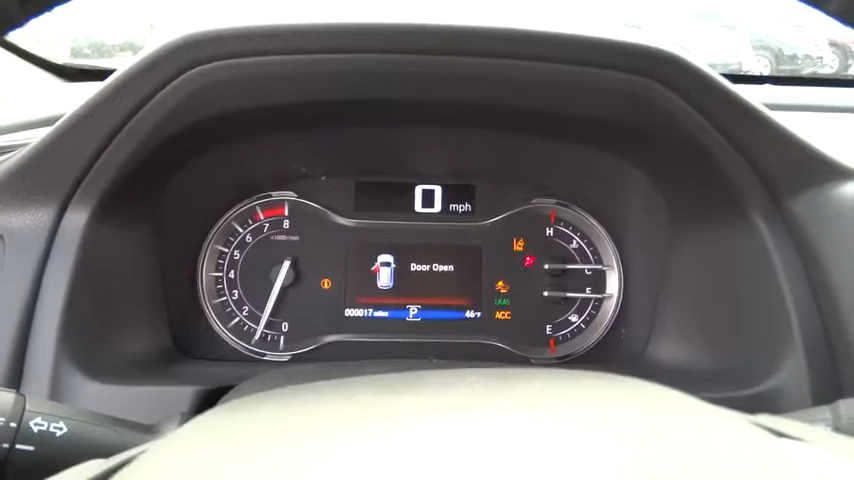 0 mph
8
7
6
5
4
3
2
1
0
x1000r/min
Door Open
000017 miles P 46°F
LKAS
ACC
H
C
F
E